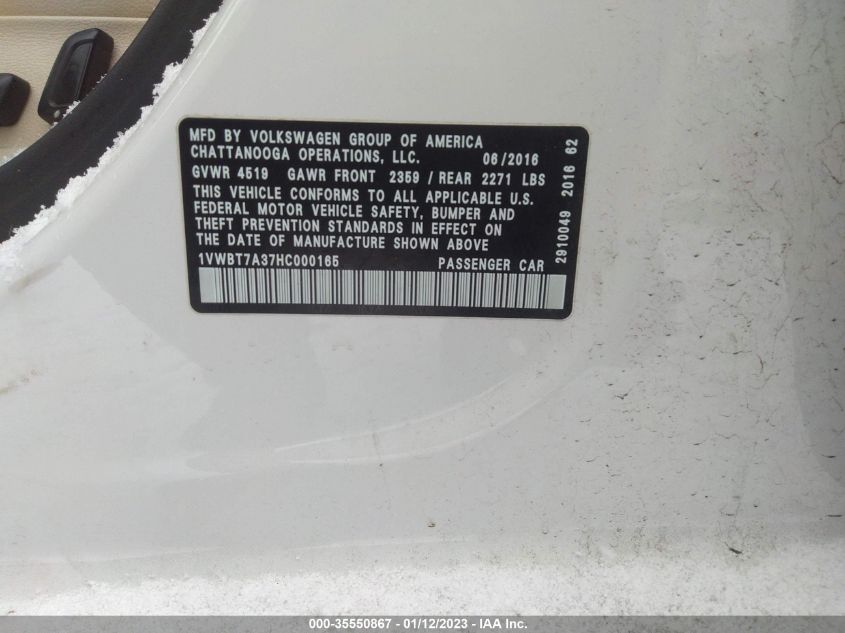 MFD BY VOLKSWAGEN GROUP OF AMERICA
CHATTANOOGA OPERATIONS, LLC. 06/2016
GVWR 4519 GAWR FRONT 2359 / REAR 2271 LBS
THIS VEHICLE CONFORMS TO ALL APPLICABLE U.S.
FEDERAL MOTOR VEHICLE SAFETY, BUMPER AND
THEFT PREVENTION STANDARDS IN EFFECT ON
THE DATE OF MANUFACTURE SHOWN ABOVE
1VWBT7A37HC000165 PASSENGER CAR
2910049 2016 62
000-35550867 - 01/12/2023 - IAA Inc.